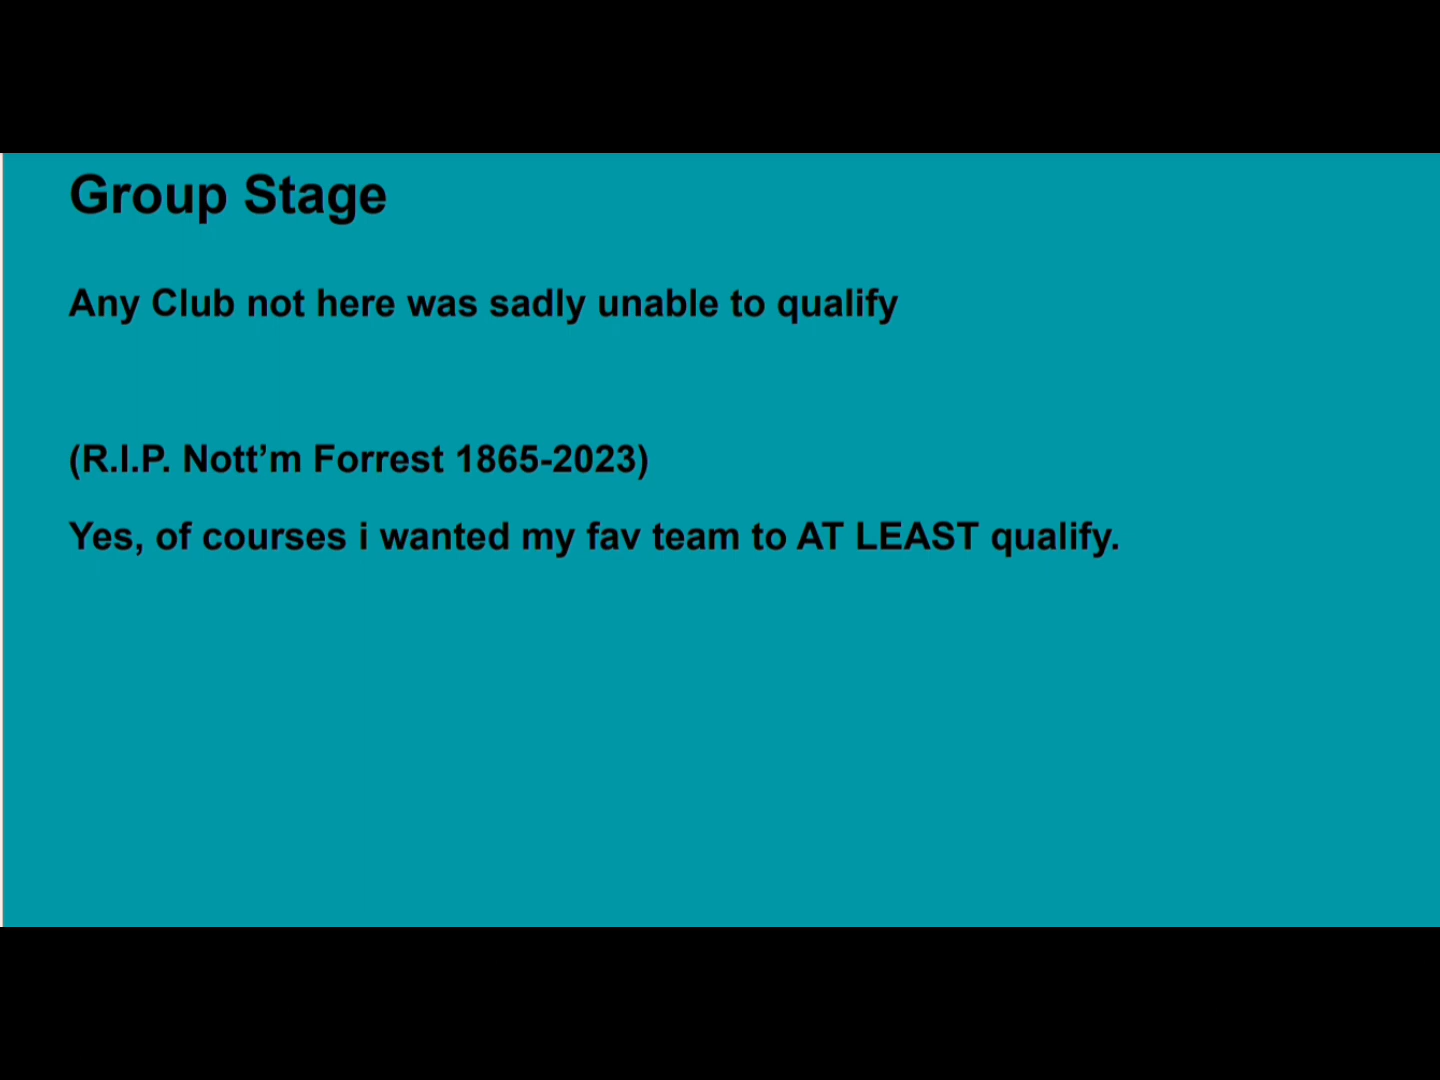 Group Stage
Any Club not here was sadly unable to qualify
(R.I.P. Nott’m Forrest 1865-2023)
Yes, of courses i wanted my fav team to AT LEAST qualify.